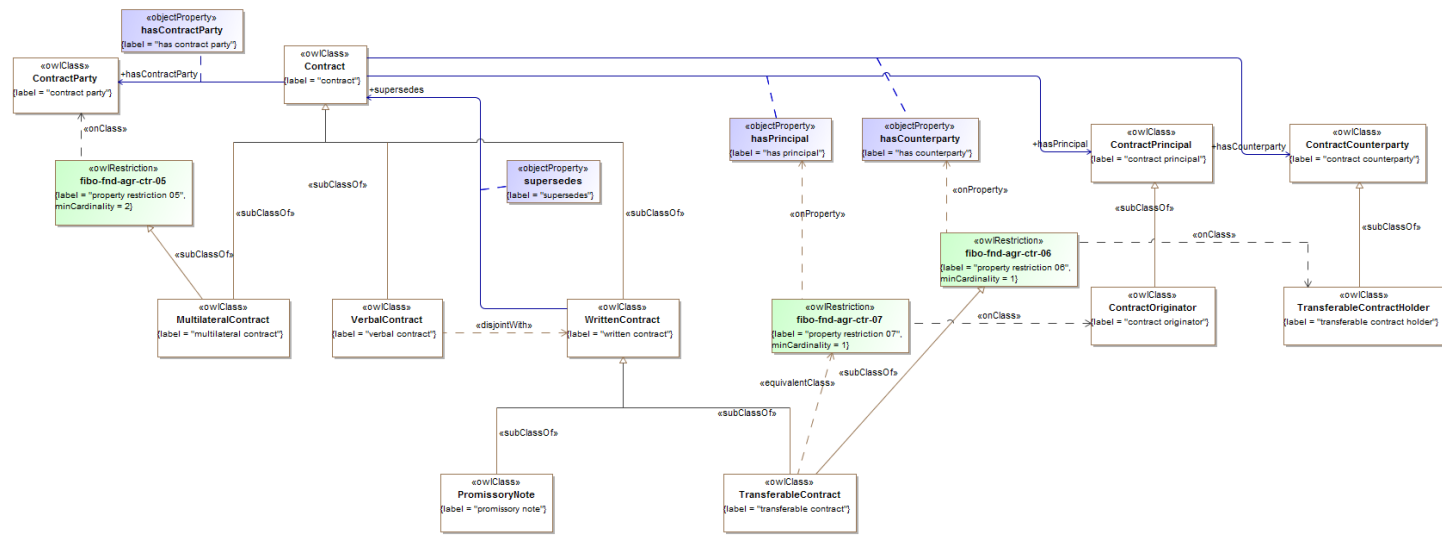 «objectProperty»
hasContractParty
{label = "has contract party"}
«owlClass»
ContractParty
{label = "contract party"}
+hasContractParty
«owlClass»
Contract
{label = "contract"}
+supersedes
«onClass»
«owlRestriction»
fibo-fnd-agr-ctr-05
{label = "property restriction 05",
minCardinality = 2}
«objectProperty»
supersedes
{label = "supersedes"}
«objectProperty»
hasPrincipal
{label = "has principal"}
«objectProperty»
hasCounterparty
{label = "has counterparty"}
+hasPrincipal
«owlClass»
ContractPrincipal
{label = "contract principal"}
+hasCounterparty
«owlClass»
ContractCounterparty
{label = "contract counterparty"}
«subClassOf»
«subClassOf»
«subClassOf»
«subClassOf»
«onProperty»
«onProperty»
«subClassOf»
«subClassOf»
«owlRestriction»
fibo-fnd-agr-ctr-06
{label = "property restriction 06",
minCardinality = 1}
«onClass»
«owlClass»
MultilateralContract
{label = "multilateral contract"}
«owlClass»
VerbalContract
{label = "verbal contract"}
«disjointWith»
«owlClass»
WrittenContract
{label = "written contract"}
«owlRestriction»
fibo-fnd-agr-ctr-07
{label = "property restriction 07",
minCardinality = 1}
«onClass»
«owlClass»
ContractOriginator
{label = "contract originator"}
«owlClass»
TransferableContractHolder
{label = "transferable contract holder"}
«equivalentClass»
«subClassOf»
«subClassOf»
«subClassOf»
«owlClass»
PromissoryNote
{label = "promissory note"}
«owlClass»
TransferableContract
{label = "transferable contract"}